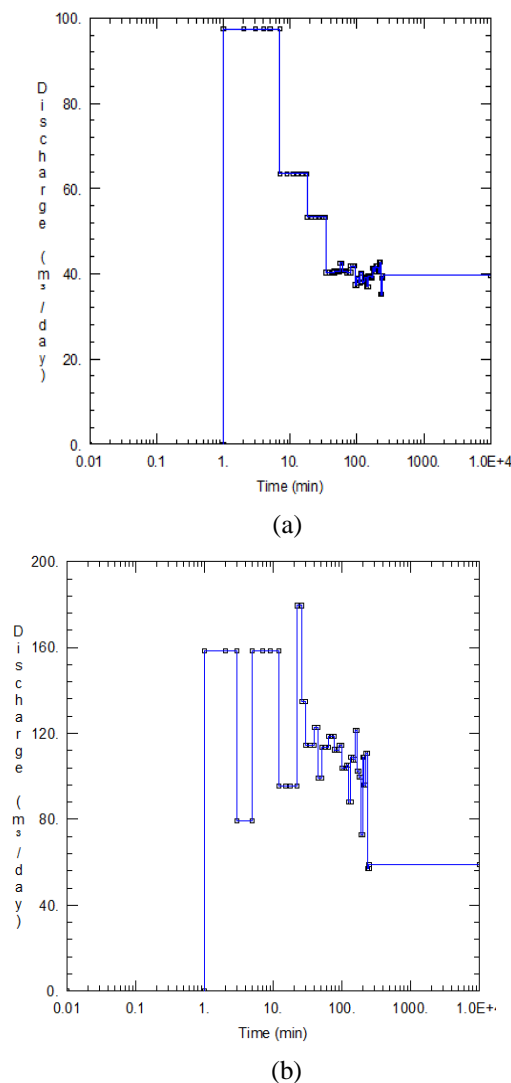 100.
80.
60.
40.
20.
0.
Discharge (m³/day)
0.01 0.1 1. 10. 100. 1000. 1.0E+4
Time (min)
(a)
200.
160.
120.
80.
40.
0.
Discharge (m³/day)
0.01 0.1 1. 10. 100. 1000. 1.0E+4
Time (min)
(b)